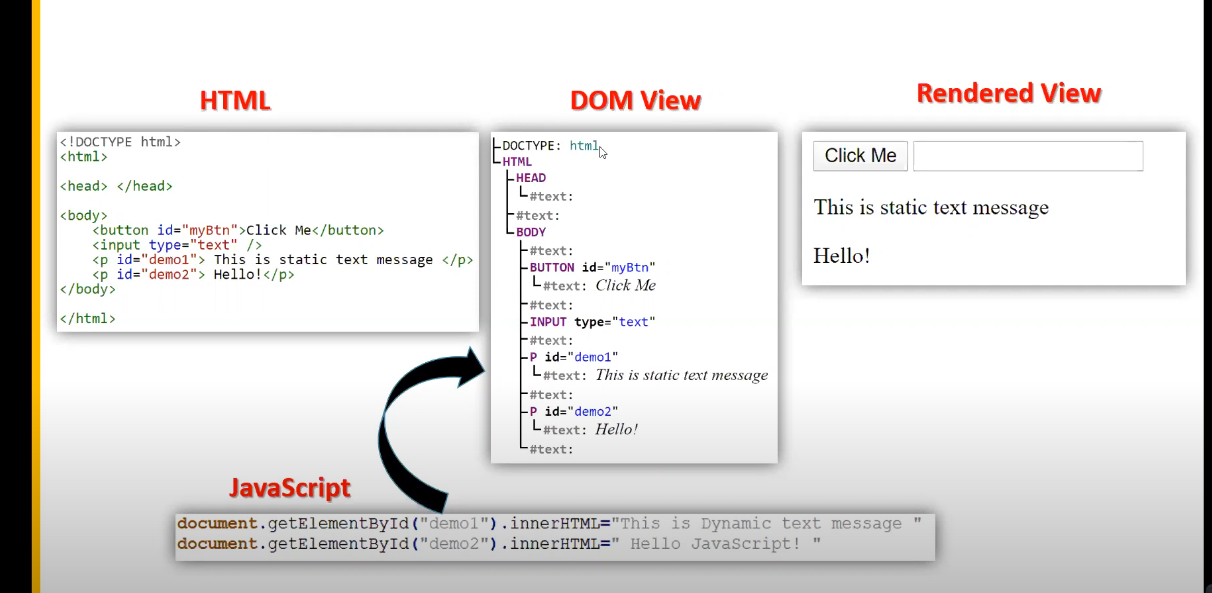 HTML
<!DOCTYPE html>
<html>
<head> </head>
<body>
<button id="myBtn">Click Me</button>
<input type="text" />
<p id="demo1"> This is static text message </p>
<p id="demo2"> Hello!</p>
</body>
</html>
DOM View
DOCTYPE: html
HTML
HEAD
#text:
#text:
BODY
#text:
BUTTON id="myBtn"
#text: Click Me
#text:
INPUT type="text"
#text:
P id="demo1"
#text: This is static text message
#text:
P id="demo2"
#text: Hello!
#text:
Rendered View
Click Me
This is static text message
Hello!
JavaScript
document.getElementById("demo1").innerHTML="This is Dynamic text message "
document.getElementById("demo2").innerHTML=" Hello JavaScript! "